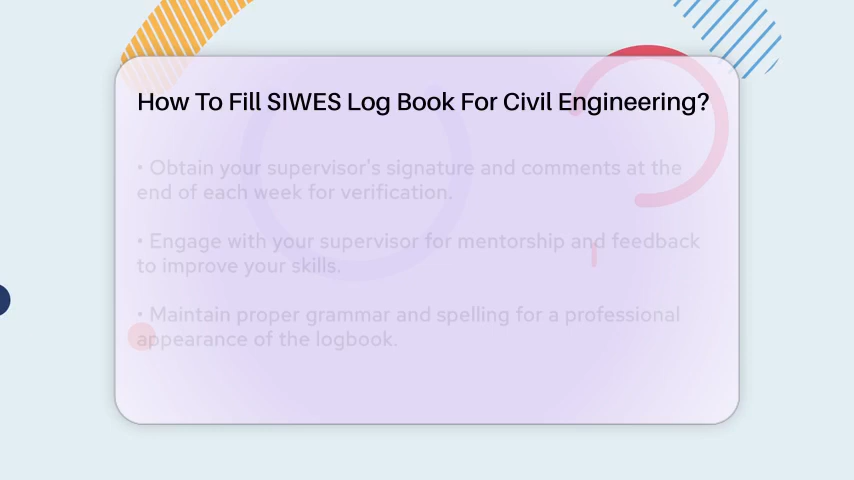 How To Fill SIWES Log Book For Civil Engineering?
• Obtain your supervisor's signature and comments at the
end of each week for verification.
• Engage with your supervisor for mentorship and feedback
to improve your skills.
• Maintain proper grammar and spelling for a professional
appearance of the logbook.